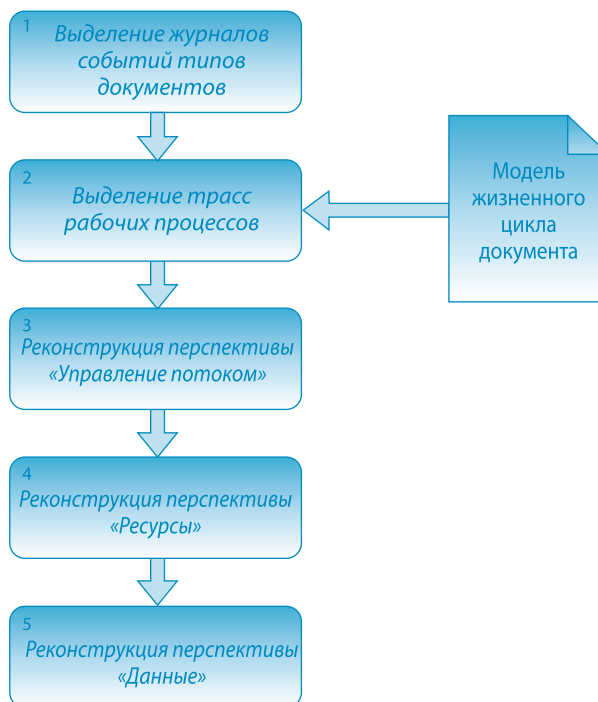 1
Выделение журналов
событий типов
документов
2
Выделение трасс
рабочих процессов
Модель
жизненного
цикла
документа
3
Реконструкция перспективы
«Управление потоком»
4
Реконструкция перспективы
«Ресурсы»
5
Реконструкция перспективы
«Данные»